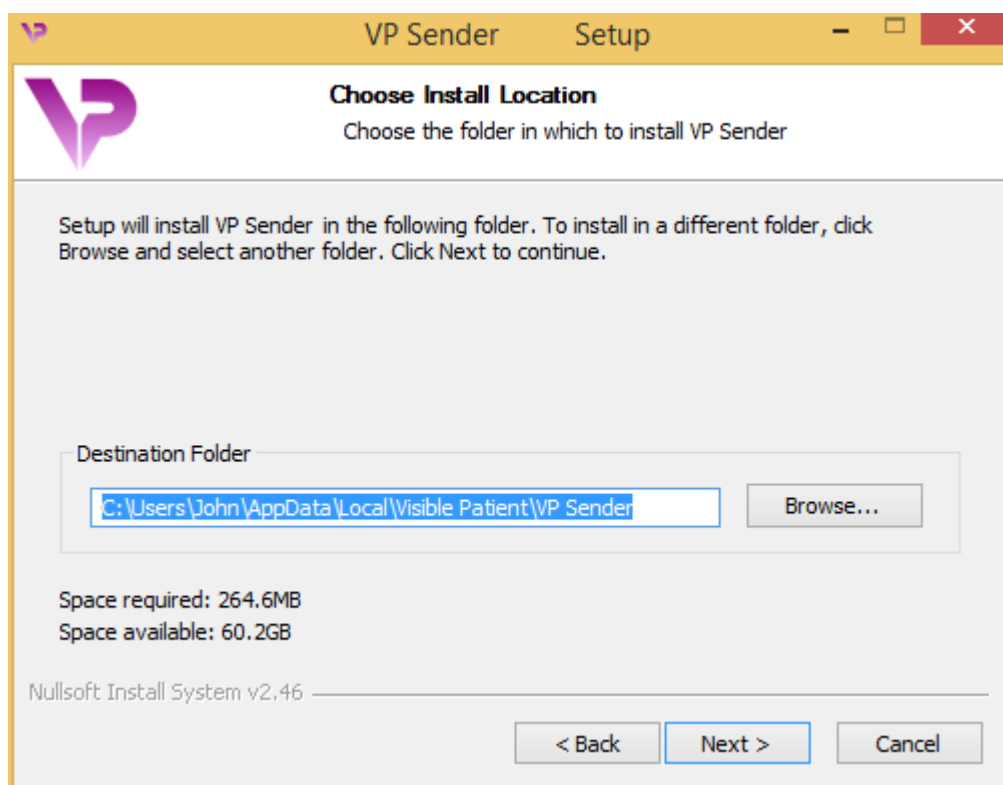 VP
VP Sender Setup
VP
Choose Install Location
Choose the folder in which to install VP Sender
Setup will install VP Sender in the following folder. To install in a different folder, click
Browse and select another folder. Click Next to continue.
Destination Folder
C:\Users\John\AppData\Local\Visible Patient\VP Sender
Browse...
Space required: 264.6MB
Space available: 60.2GB
Nullsoft Install System v2.46
< Back
Next >
Cancel